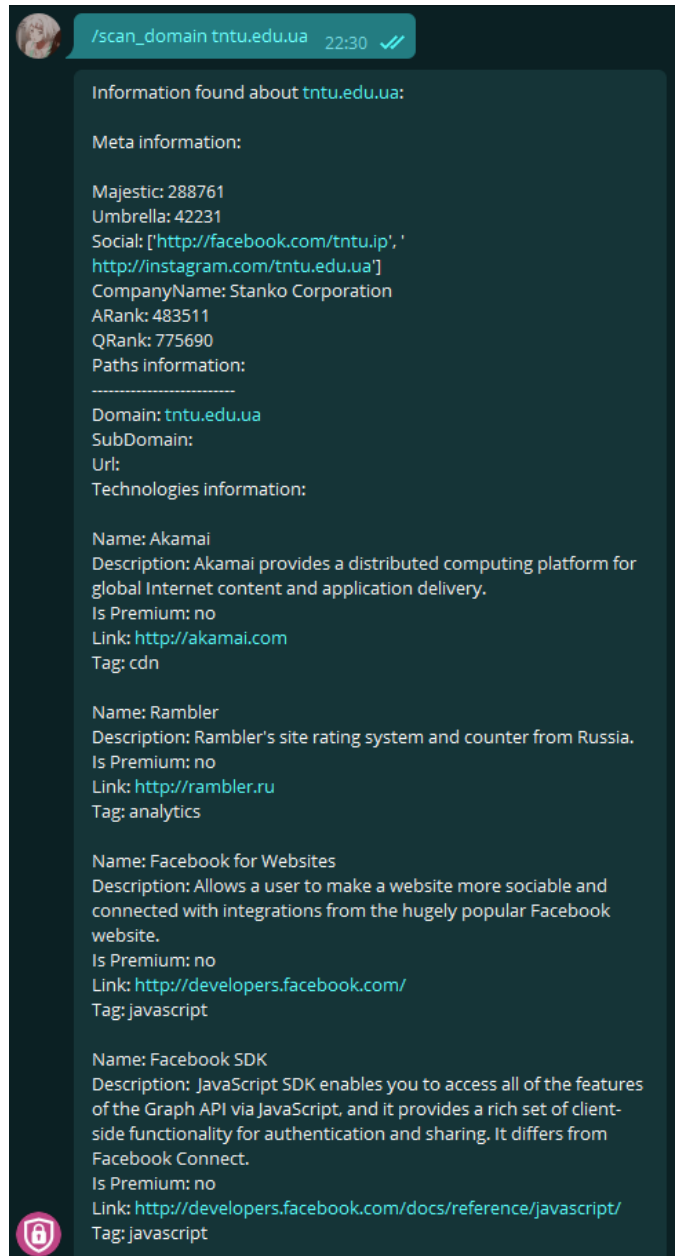 /scan_domain tntu.edu.ua 22:30
Information found about tntu.edu.ua:
Meta information:
Majestic: 288761
Umbrella: 42231
Social: ['http://facebook.com/tntu.ip', '
http://instagram.com/tntu.edu.ua']
CompanyName: Stanko Corporation
ARank: 483511
QRank: 775690
Paths information:
--------------------------
Domain: tntu.edu.ua
SubDomain:
Url:
Technologies information:
Name: Akamai
Description: Akamai provides a distributed computing platform for
global Internet content and application delivery.
Is Premium: no
Link: http://akamai.com
Tag: cdn
Name: Rambler
Description: Rambler's site rating system and counter from Russia.
Is Premium: no
Link: http://rambler.ru
Tag: analytics
Name: Facebook for Websites
Description: Allows a user to make a website more sociable and
connected with integrations from the hugely popular Facebook
website.
Is Premium: no
Link: http://developers.facebook.com/
Tag: javascript
Name: Facebook SDK
Description:  JavaScript SDK enables you to access all of the features
of the Graph API via JavaScript, and it provides a rich set of client-
side functionality for authentication and sharing. It differs from
Facebook Connect.
Is Premium: no
Link: http://developers.facebook.com/docs/reference/javascript/
Tag: javascript